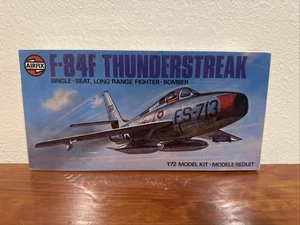 AIRFIX
F-84F THUNDERSTREAK
SINGLE-SEAT, LONG RANGE FIGHTER-BOMBER
FS-713
1/72 MODEL KIT-MODELE REDUIT